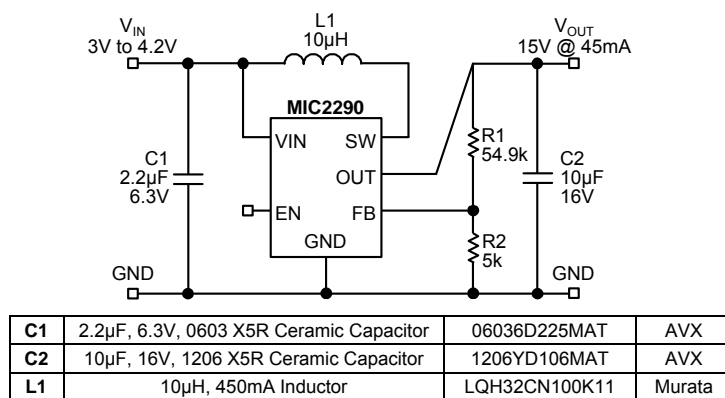 VIN
3V to 4.2V
L1
10µH
VOUT
15V @ 45mA
MIC2290
VIN
SW
OUT
EN
FB
GND
C1
2.2µF
6.3V
R1
54.9k
C2
10µF
16V
R2
5k
GND
GND
C1 2.2µF, 6.3V, 0603 X5R Ceramic Capacitor 06036D225MAT AVX
C2 10µF, 16V, 1206 X5R Ceramic Capacitor 1206YD106MAT AVX
L1 10µH, 450mA Inductor LQH32CN100K11 Murata